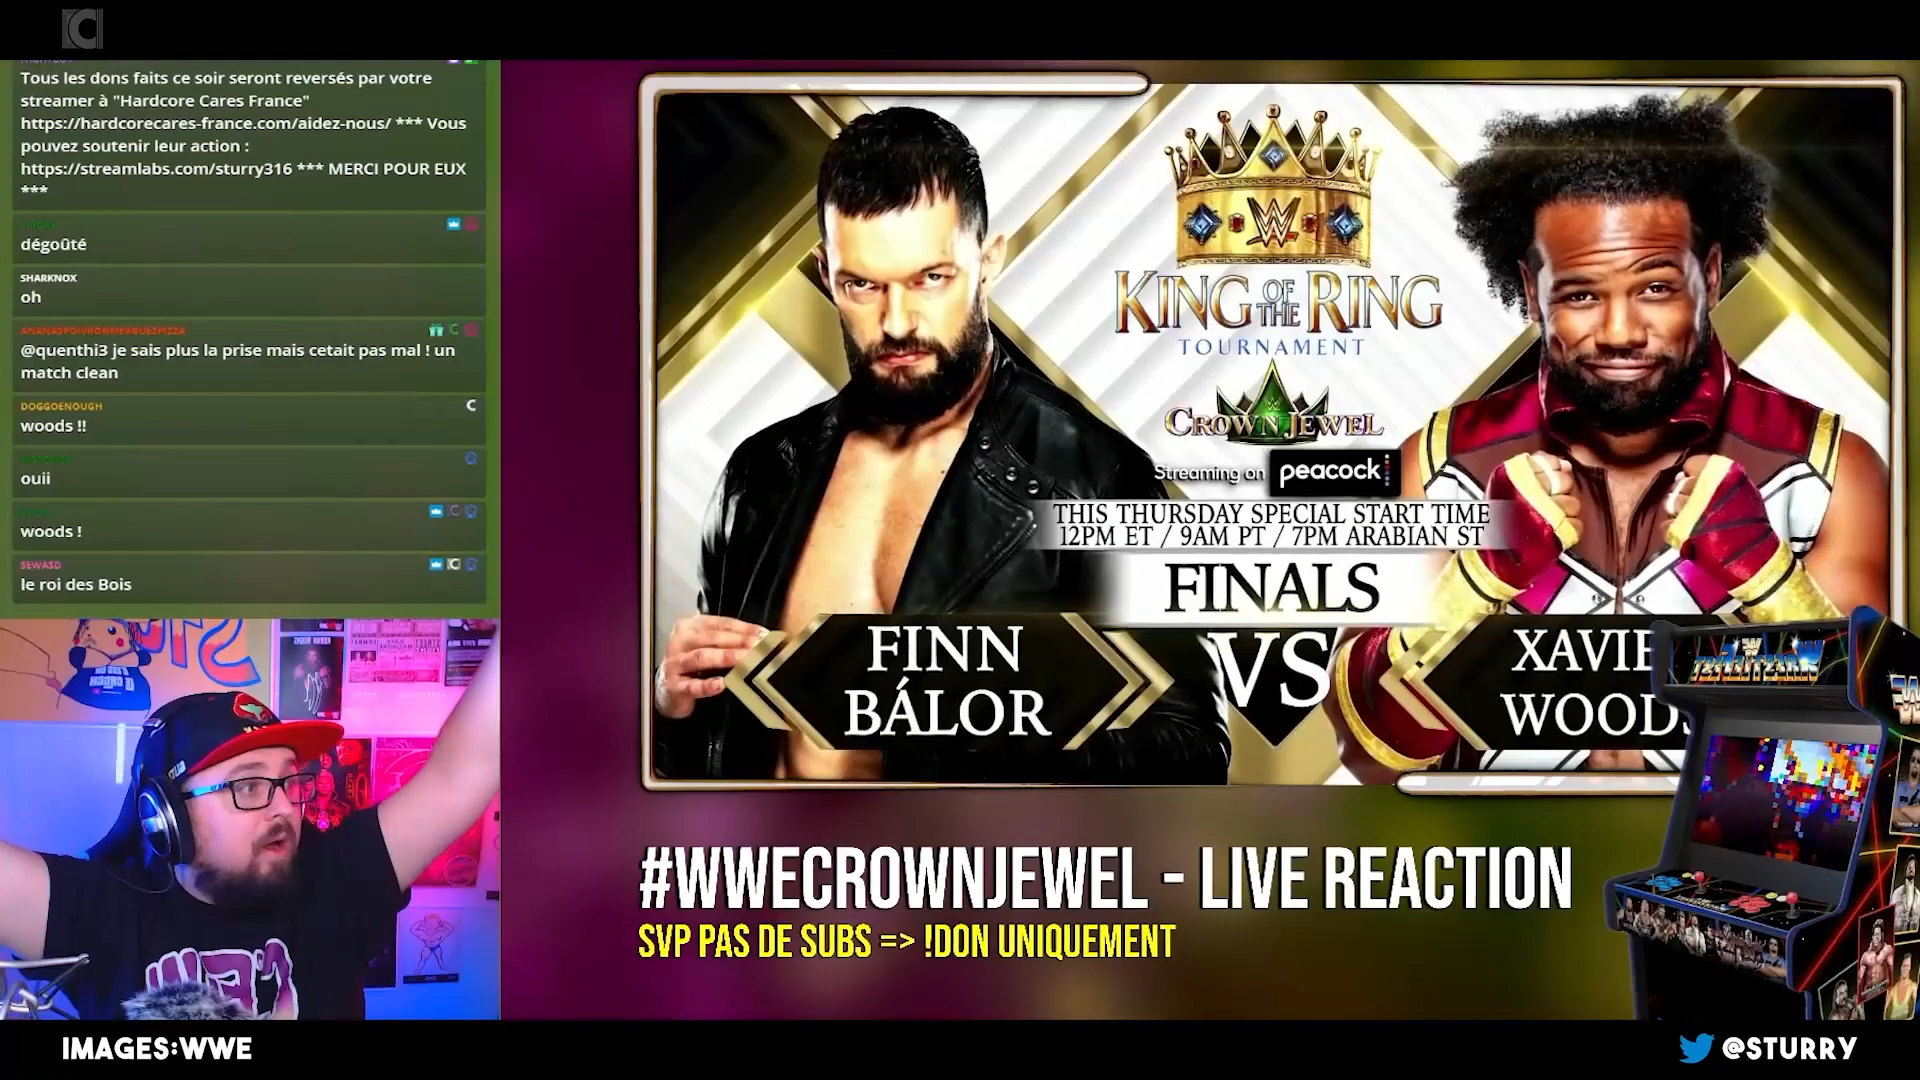 Tous les dons faits ce soir seront reversés par votre
streamer à "Hardcore Cares France"
https://hardcorecares-france.com/aidez-nous/ *** Vous
pouvez soutenir leur action :
https://streamlabs.com/sturry316 *** MERCI POUR EUX
***
dégoûté
SHARKNOX
oh
ANANASPOIVRONMERGUEZPIZZA
@quenthi3 je sais plus la prise mais cetait pas mal ! un
match clean
DOGGOENOUGH
woods !!
ouii
woods !
SEWASD
le roi des Bois
KING OF THE RING
TOURNAMENT
CROWN JEWEL
Streaming on peacock
THIS THURSDAY SPECIAL START TIME
12PM ET / 9AM PT / 7PM ARABIAN ST
FINALS
FINN
BÁLOR
VS
XAVIE
WOODS
#WWECROWNJEWEL - LIVE REACTION
SVP PAS DE SUBS => !DON UNIQUEMENT
IMAGES:WWE
@STURRY